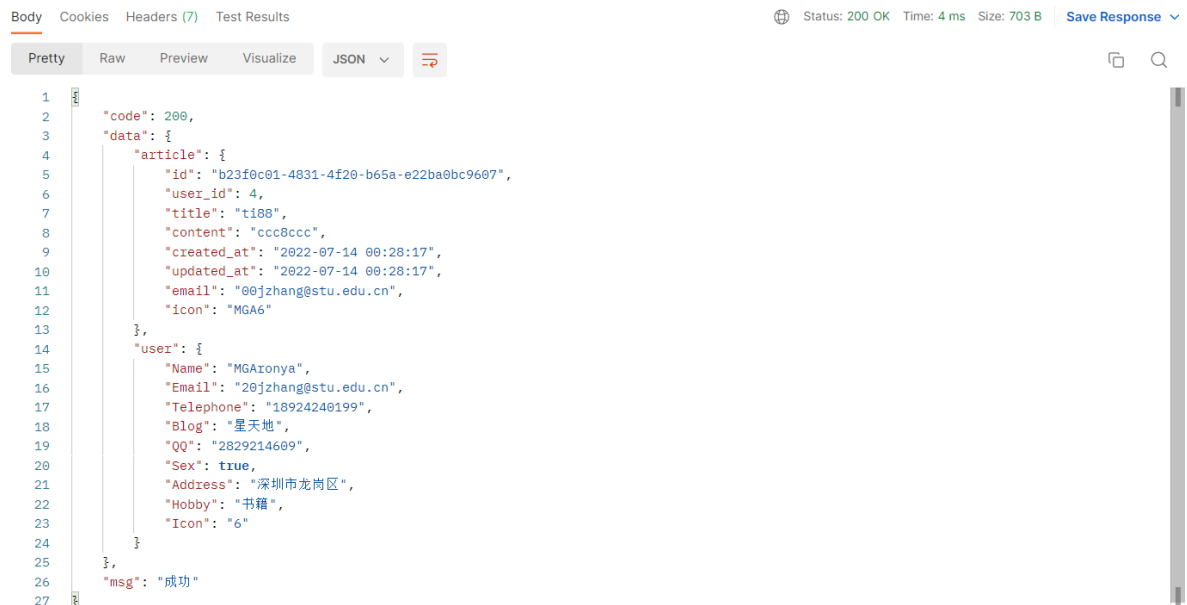 Body Cookies Headers (7) Test Results Status: 200 OK Time: 4 ms Size: 703 B Save Response
Pretty Raw Preview Visualize JSON
1 {
2 "code": 200,
3 "data": {
4 "article": {
5 "id": "b23f0c01-4831-4f20-b65a-e22ba0bc9607",
6 "user_id": 4,
7 "title": "ti88",
8 "content": "ccc8ccc",
9 "created_at": "2022-07-14 00:28:17",
10 "updated_at": "2022-07-14 00:28:17",
11 "email": "00jzhang@stu.edu.cn",
12 "icon": "MGA6"
13 },
14 "user": {
15 "Name": "MGAronya",
16 "Email": "20jzhang@stu.edu.cn",
17 "Telephone": "18924240199",
18 "Blog": "星天地",
19 "QQ": "2829214609",
20 "Sex": true,
21 "Address": "深圳市龙岗区",
22 "Hobby": "书籍",
23 "Icon": "6"
24 }
25 },
26 "msg": "成功"
27 }